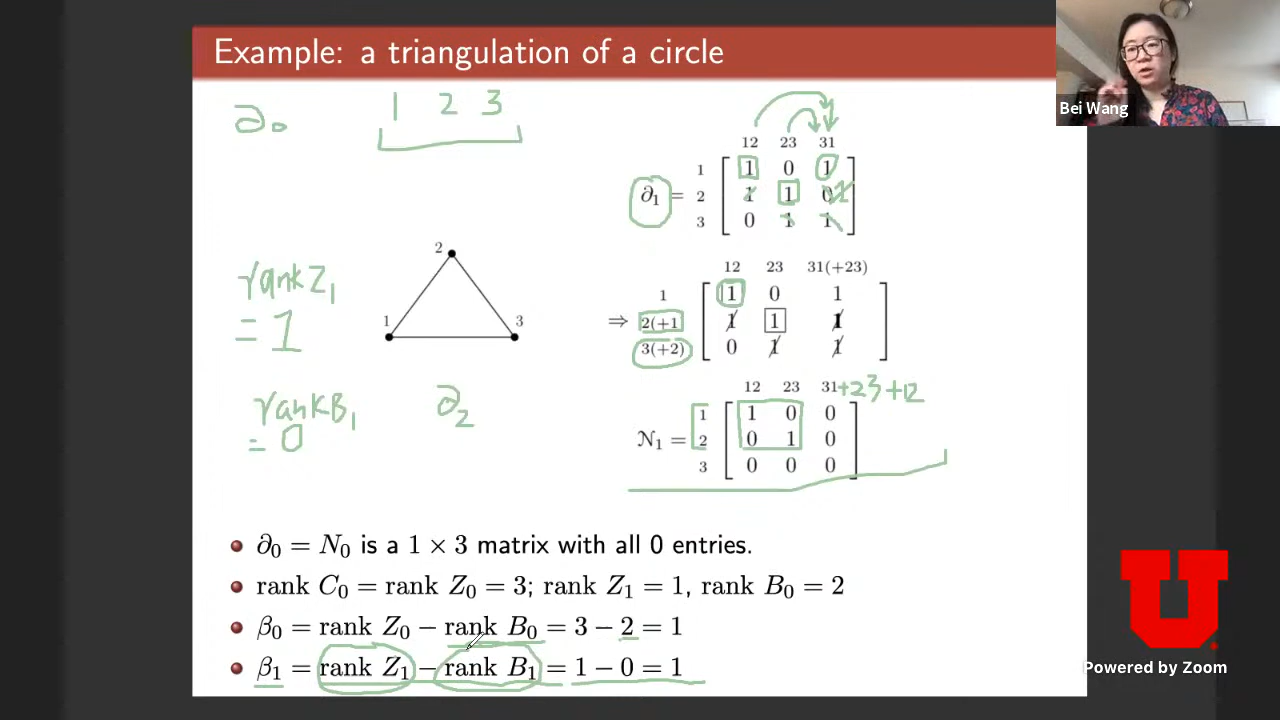 Example: a triangulation of a circle
Bei Wang
∂₀
1 2 3
12 23 31
∂₁ =
1 [ 1 0 1 ]
2 [ 1 1 0 1 ]
3 [ 0 1 1 ]
2
1 3
rank Z₁
= 1
12 23 31(+23)
⇒
1 [ 1 0 1 ]
2(+1 [ 1 1 1 ]
3(+2) [ 0 1 1 ]
rank B₁
= 0
∂₂
12 23 31 +23 +12
N₁ =
1 [ 1 0 0 ]
2 [ 0 1 0 ]
3 [ 0 0 0 ]
∂₀ = N₀ is a 1 × 3 matrix with all 0 entries.
rank C₀ = rank Z₀ = 3; rank Z₁ = 1, rank B₀ = 2
β₀ = rank Z₀ − rank B₀ = 3 − 2 = 1
β₁ = rank Z₁ − rank B₁ = 1 − 0 = 1
U
Powered by Zoom